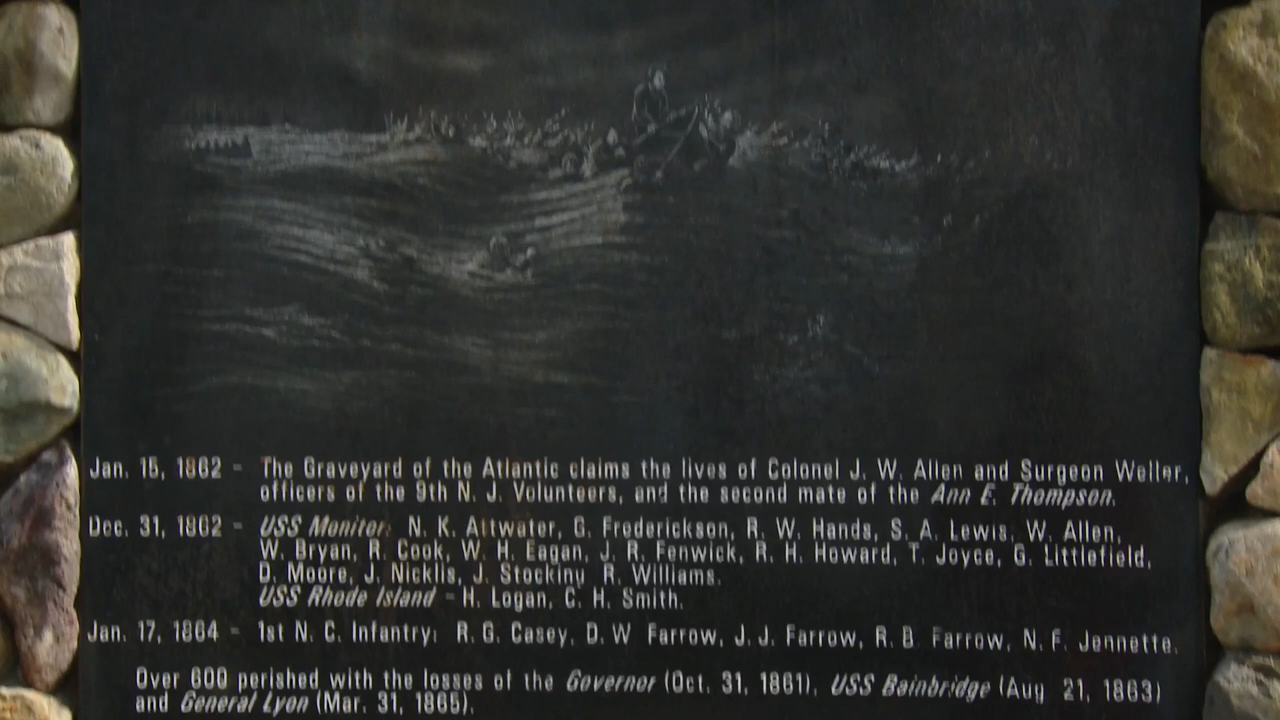 Jan. 15, 1862 - The Graveyard of the Atlantic claims the lives of Colonel J. W. Allen and Surgeon Weller,
officers of the 9th N. J. Volunteers, and the second mate of the Ann E. Thompson.
Dec. 31, 1862 - USS Monitor: N. K. Attwater, G. Frederickson, R. W. Hands, S. A. Lewis, W. Allen,
W. Bryan, R. Cook, W. H. Eagan, J. R. Fenwick, R. H. Howard, T. Joyce, G. Littlefield,
D. Moore, J. Nicklis, J. Stocking R. Williams.
USS Rhode Island - H. Logan, C. H. Smith.
Jan. 17, 1864 - 1st N. C. Infantry: R. G. Casey, D. W Farrow, J. J. Farrow, R. B Farrow, N. F. Jennette.
Over 600 perished with the losses of the Governor (Oct. 31, 1861), USS Bainbridge (Aug 21, 1863)
and General Lyon (Mar. 31, 1865).